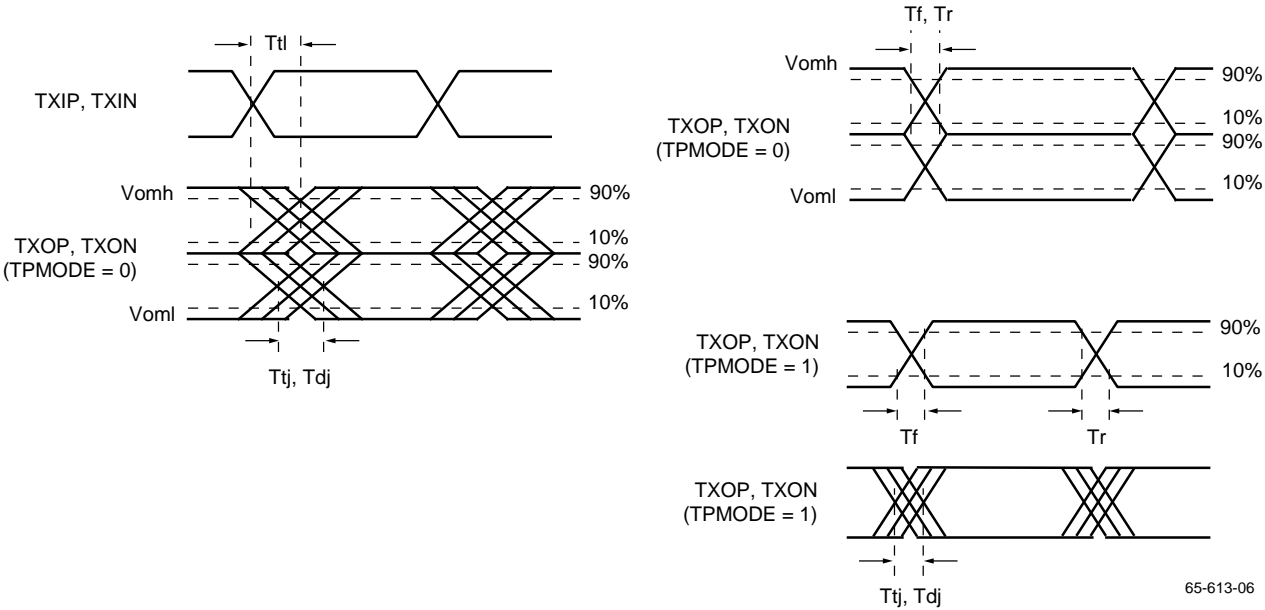 Ttl
TXIP, TXIN
Vomh
90%
TXOP, TXON
(TPMODE = 0)
10%
90%
10%
Voml
Ttj, Tdj
Tf, Tr
Vomh
90%
TXOP, TXON
(TPMODE = 0)
10%
90%
10%
Voml
TXOP, TXON
(TPMODE = 1)
90%
10%
Tf
Tr
TXOP, TXON
(TPMODE = 1)
Ttj, Tdj
65-613-06